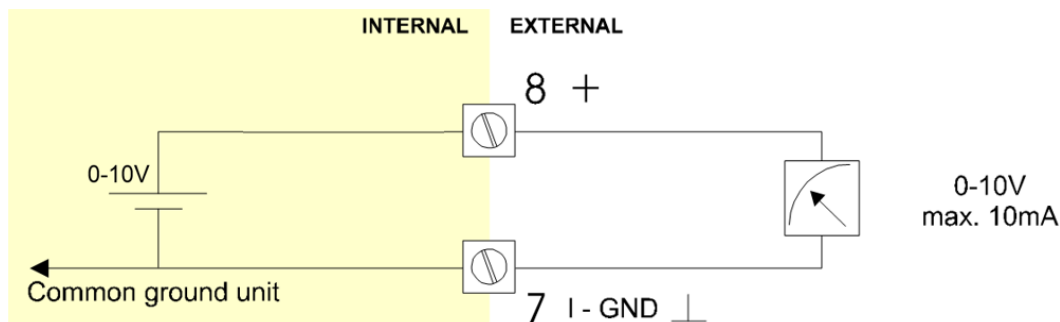 INTERNAL EXTERNAL
8 +
0-10V
0-10V
max. 10mA
Common ground unit
7 I - GND